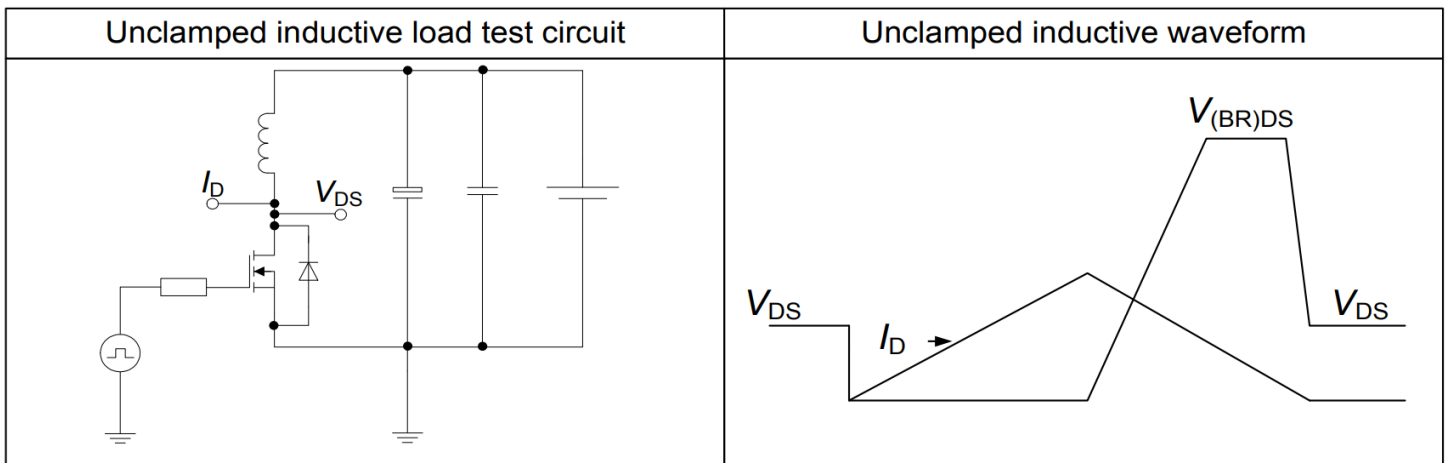 Unclamped inductive load test circuit
Unclamped inductive waveform
V(BR)DS
ID
VDS
VDS
ID
VDS